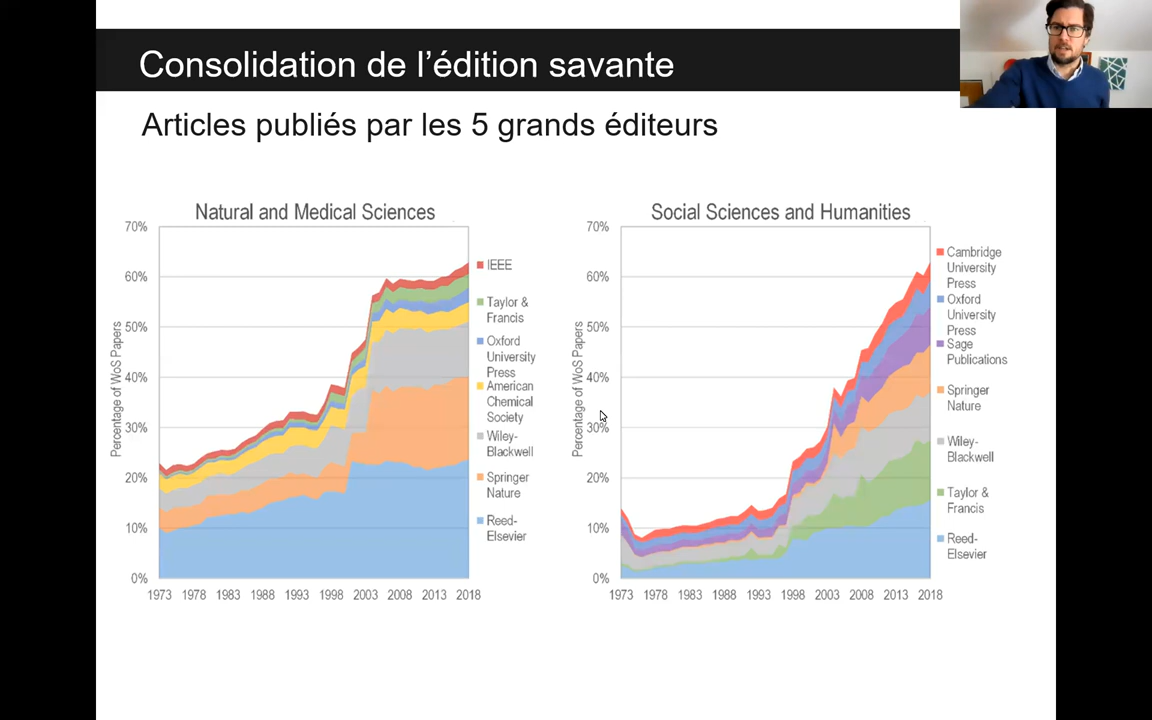 Consolidation de l’édition savante
Articles publiés par les 5 grands éditeurs
Natural and Medical Sciences
Percentage of WoS Papers
70%
60%
50%
40%
30%
20%
10%
0%
1973 1978 1983 1988 1993 1998 2003 2008 2013 2018
IEEE
Taylor &
Francis
Oxford
University
Press
American
Chemical
Society
Wiley-
Blackwell
Springer
Nature
Reed-
Elsevier
Social Sciences and Humanities
Percentage of WoS Papers
70%
60%
50%
40%
30%
20%
10%
0%
1973 1978 1983 1988 1993 1998 2003 2008 2013 2018
Cambridge
University
Press
Oxford
University
Press
Sage
Publications
Springer
Nature
Wiley-
Blackwell
Taylor &
Francis
Reed-
Elsevier